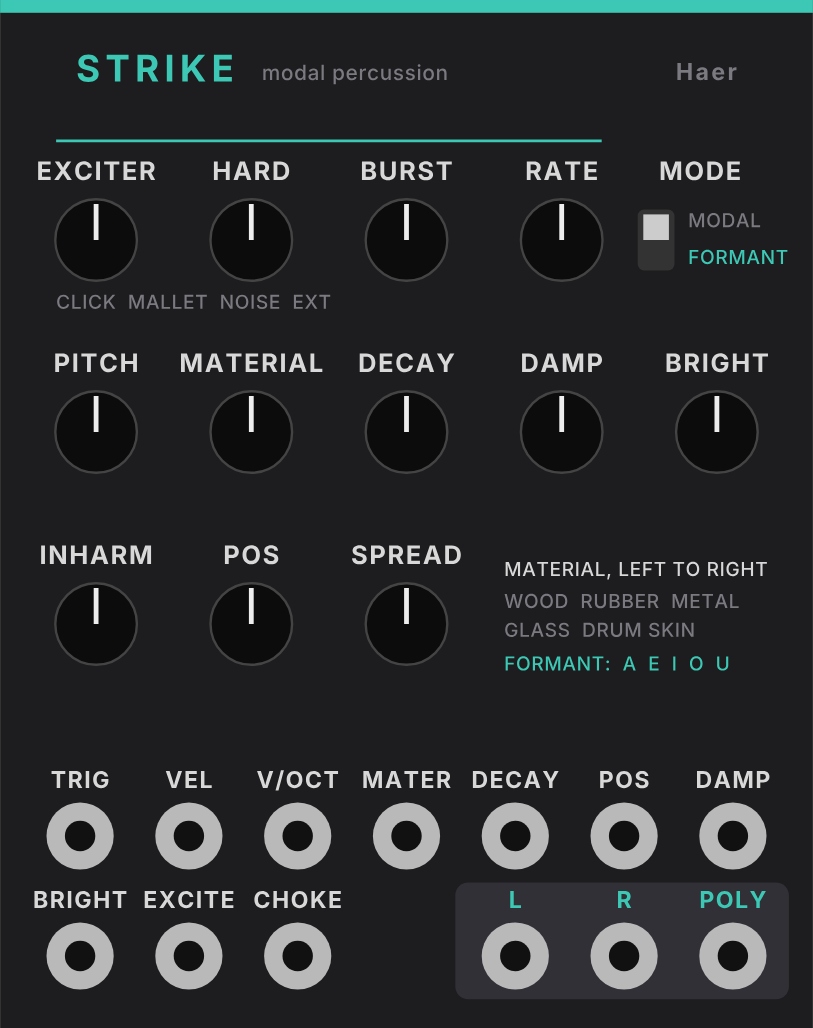 STRIKE modal percussion Haer
EXCITER HARD BURST RATE MODE
MODAL
FORMANT
CLICK MALLET NOISE EXT
PITCH MATERIAL DECAY DAMP BRIGHT
INHARM POS SPREAD
MATERIAL, LEFT TO RIGHT
WOOD RUBBER METAL
GLASS DRUM SKIN
FORMANT: A E I O U
TRIG VEL V/OCT MATER DECAY POS DAMP
BRIGHT EXCITE CHOKE L R POLY